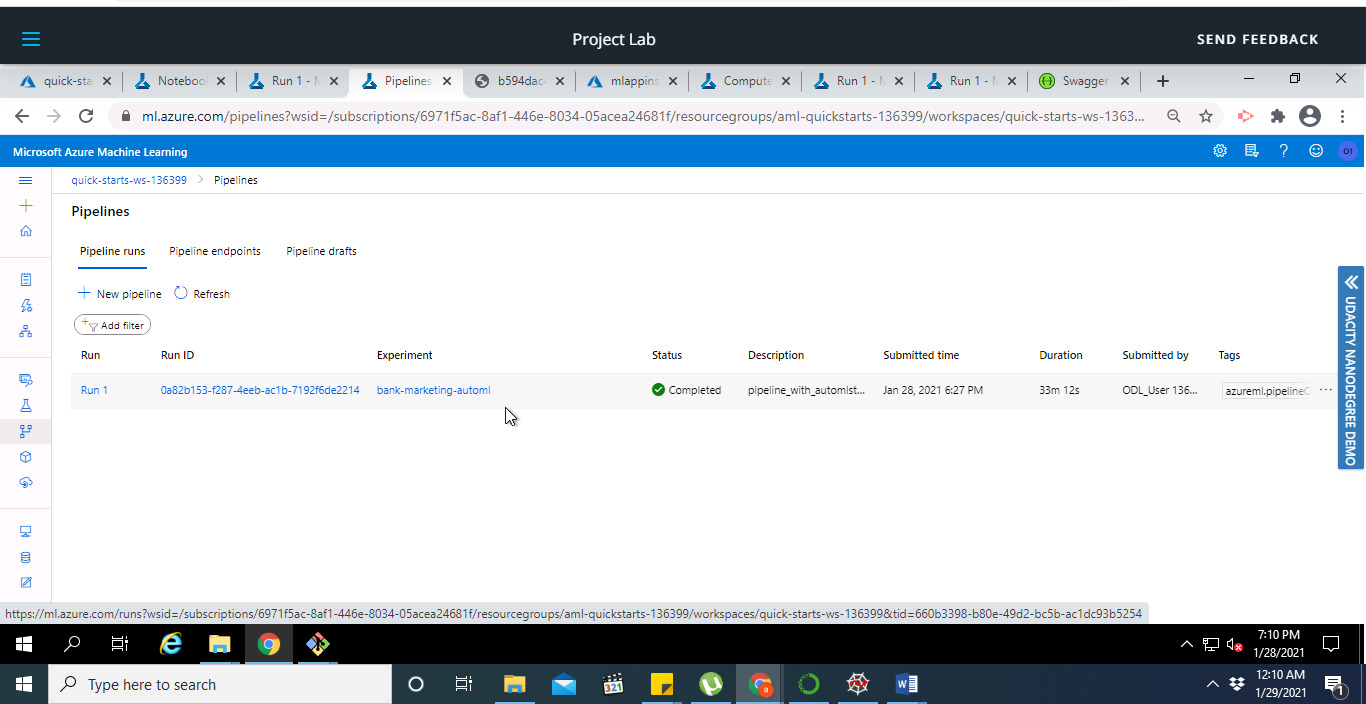 Project Lab
SEND FEEDBACK
quick-sta
Notebook
Run 1 - M
Pipelines
b594dac
mlappins
Compute
Run 1 - M
Run 1 - M
Swagger
ml.azure.com/pipelines?wsid=/subscriptions/6971f5ac-8af1-446e-8034-05acea24681f/resourcegroups/aml-quickstarts-136399/workspaces/quick-starts-ws-1363...
Microsoft Azure Machine Learning
O1
quick-starts-ws-136399 > Pipelines
Pipelines
Pipeline runs Pipeline endpoints Pipeline drafts
New pipeline Refresh
Add filter
Run Run ID Experiment Status Description Submitted time Duration Submitted by Tags
Run 1 0a82b153-f287-4eeb-ac1b-7192f6de2214 bank-marketing-automl Completed pipeline_with_automlst... Jan 28, 2021 6:27 PM 33m 12s ODL_User 136... azureml.pipelineC ...
UDACITY NANODEGREE DEMO
https://ml.azure.com/runs?wsid=/subscriptions/6971f5ac-8af1-446e-8034-05acea24681f/resourcegroups/aml-quickstarts-136399/workspaces/quick-starts-ws-136399&tid=660b3398-b80e-49d2-bc5b-ac1dc93b5254
7:10 PM
1/28/2021
Type here to search
321
a
W
12:10 AM
1/29/2021
1